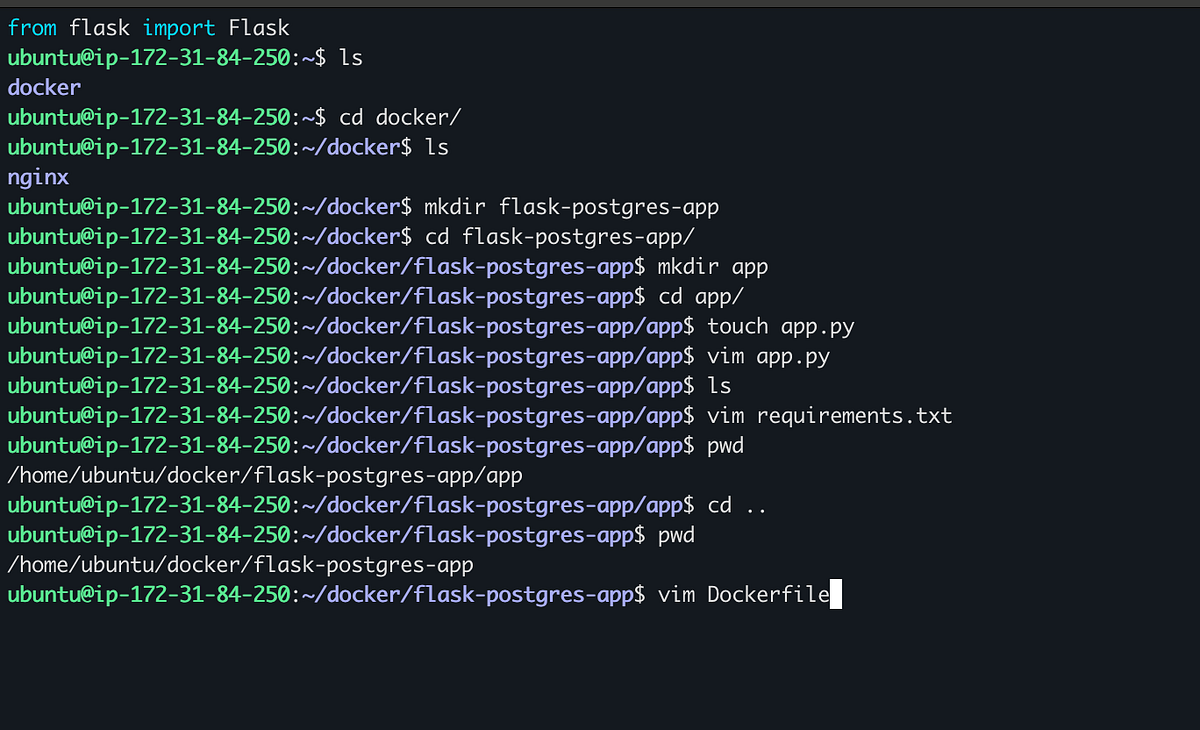 from flask import Flask
ubuntu@ip-172-31-84-250:~$ ls
docker
ubuntu@ip-172-31-84-250:~$ cd docker/
ubuntu@ip-172-31-84-250:~/docker$ ls
nginx
ubuntu@ip-172-31-84-250:~/docker$ mkdir flask-postgres-app
ubuntu@ip-172-31-84-250:~/docker$ cd flask-postgres-app/
ubuntu@ip-172-31-84-250:~/docker/flask-postgres-app$ mkdir app
ubuntu@ip-172-31-84-250:~/docker/flask-postgres-app$ cd app/
ubuntu@ip-172-31-84-250:~/docker/flask-postgres-app/app$ touch app.py
ubuntu@ip-172-31-84-250:~/docker/flask-postgres-app/app$ vim app.py
ubuntu@ip-172-31-84-250:~/docker/flask-postgres-app/app$ ls
ubuntu@ip-172-31-84-250:~/docker/flask-postgres-app/app$ vim requirements.txt
ubuntu@ip-172-31-84-250:~/docker/flask-postgres-app/app$ pwd
/home/ubuntu/docker/flask-postgres-app/app
ubuntu@ip-172-31-84-250:~/docker/flask-postgres-app/app$ cd ..
ubuntu@ip-172-31-84-250:~/docker/flask-postgres-app$ pwd
/home/ubuntu/docker/flask-postgres-app
ubuntu@ip-172-31-84-250:~/docker/flask-postgres-app$ vim Dockerfile